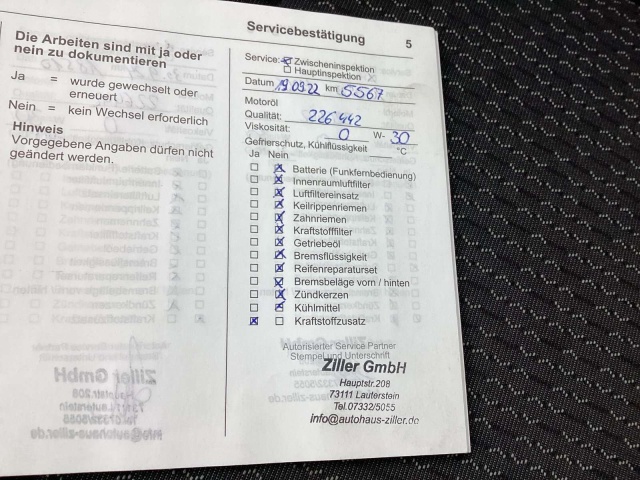 Servicebestätigung 5
Die Arbeiten sind mit ja oder
nein zu dokumentieren
Ja = wurde gewechselt oder
erneuert
Nein = kein Wechsel erforderlich
Hinweis
Vorgegebene Angaben dürfen nicht
geändert werden.
Service: Zwischeninspektion
Hauptinspektion
Datum 19.09.22 km 5567
Motoröl
Qualität: 226 442
Viskosität: 0 W- 30
Gefrierschutz, Kühlflüssigkeit °C
Ja Nein
Batterie (Funkfernbedienung)
Innenraumluftfilter
Luftfiltereinsatz
Keilrippenriemen
Zahnriemen
Kraftstofffilter
Getriebeöl
Bremsflüssigkeit
Reifenreparaturset
Bremsbeläge vorn / hinten
Zündkerzen
Kühlmittel
Kraftstoffzusatz
Autorisierter Service Partner
Stempel und Unterschrift
Ziller GmbH
Hauptstr.208
73111 Lauterstein
Tel.07332/5055
info@autohaus-ziller.de